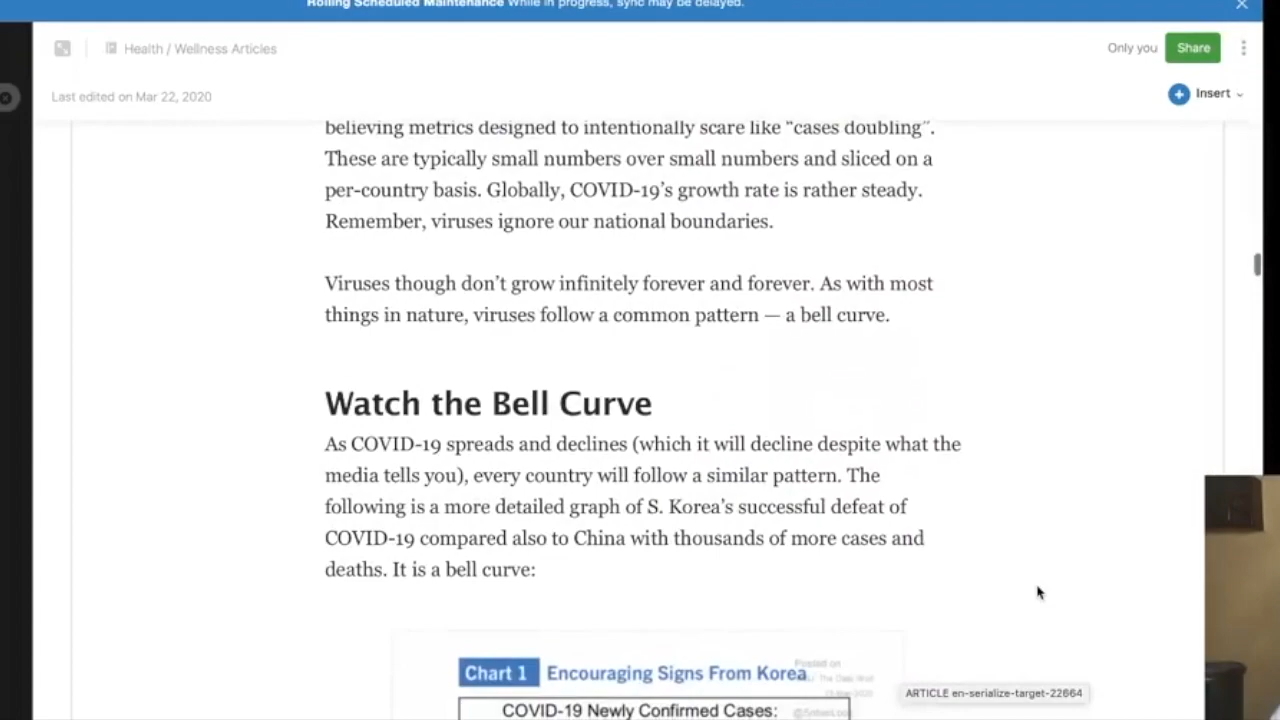 Rolling Scheduled Maintenance While in progress, sync may be delayed.
Health / Wellness Articles
Only you
Share
Last edited on Mar 22, 2020
Insert
believing metrics designed to intentionally scare like “cases doubling”.
These are typically small numbers over small numbers and sliced on a
per-country basis. Globally, COVID-19’s growth rate is rather steady.
Remember, viruses ignore our national boundaries.
Viruses though don’t grow infinitely forever and forever. As with most
things in nature, viruses follow a common pattern — a bell curve.
Watch the Bell Curve
As COVID-19 spreads and declines (which it will decline despite what the
media tells you), every country will follow a similar pattern. The
following is a more detailed graph of S. Korea’s successful defeat of
COVID-19 compared also to China with thousands of more cases and
deaths. It is a bell curve:
Chart 1 Encouraging Signs From Korea
Posted on
The Daily Shot
COVID-19 Newly Confirmed Cases:
ARTICLE en-serialize-target-22664